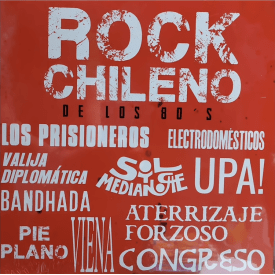 ROCK
CHILENO
DE LOS 80'S
LOS PRISIONEROS ELECTRODOMÉSTICOS
VALIJA
DIPLOMÁTICA
SOL
MEDIANOCHE
UPA!
BANDHADA
ATERRIZAJE
FORZOSO
PIE
PLANO
VIENA
CONGRESO